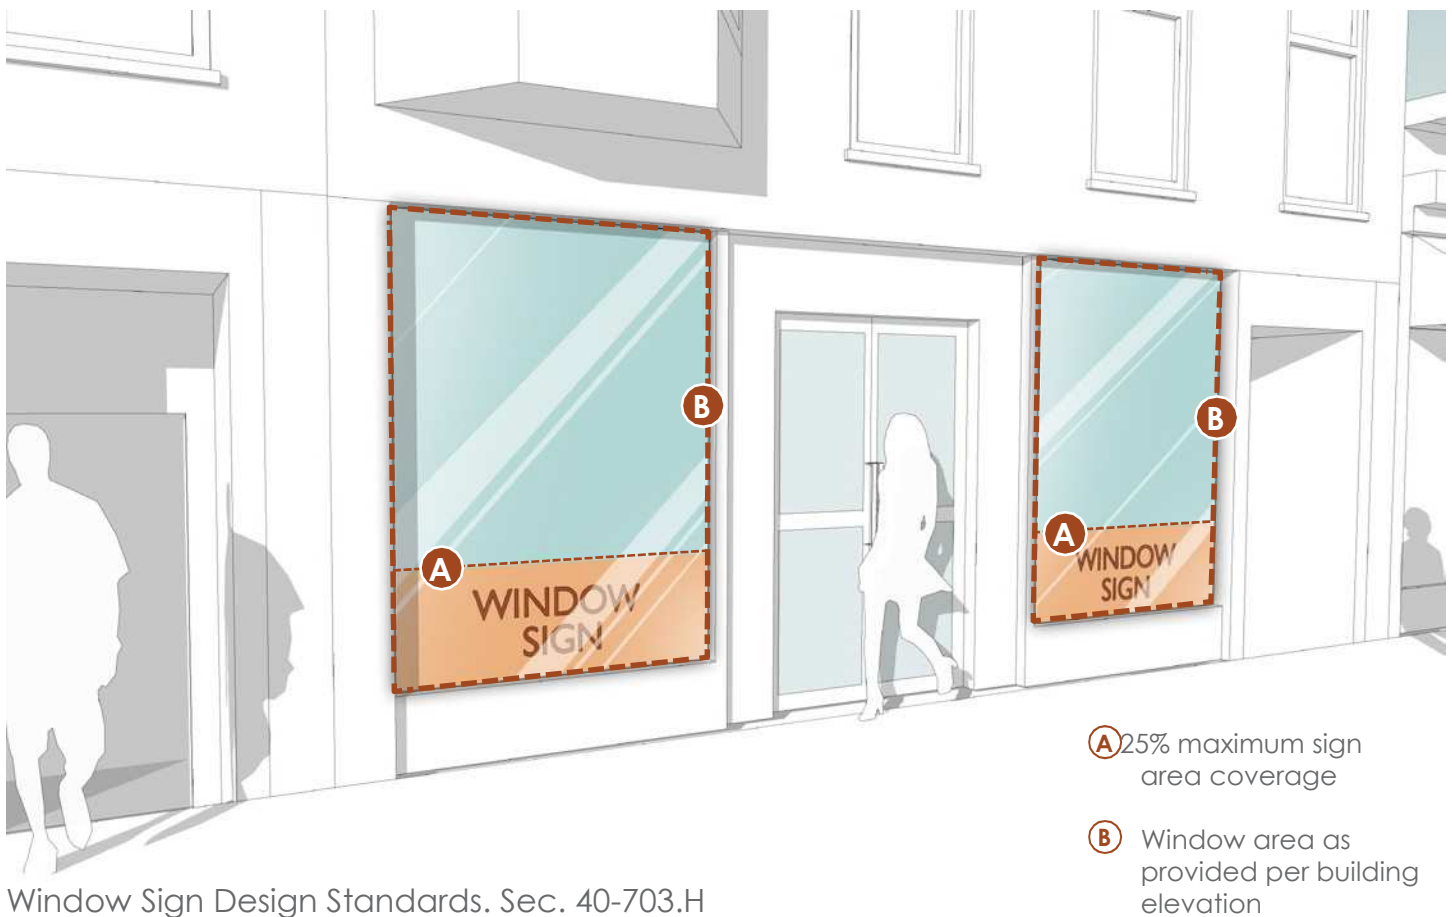 B
B
A
WINDOW
SIGN
A
WINDOW
SIGN
A 25% maximum sign
area coverage
B Window area as
provided per building
elevation
Window Sign Design Standards. Sec. 40-703.H